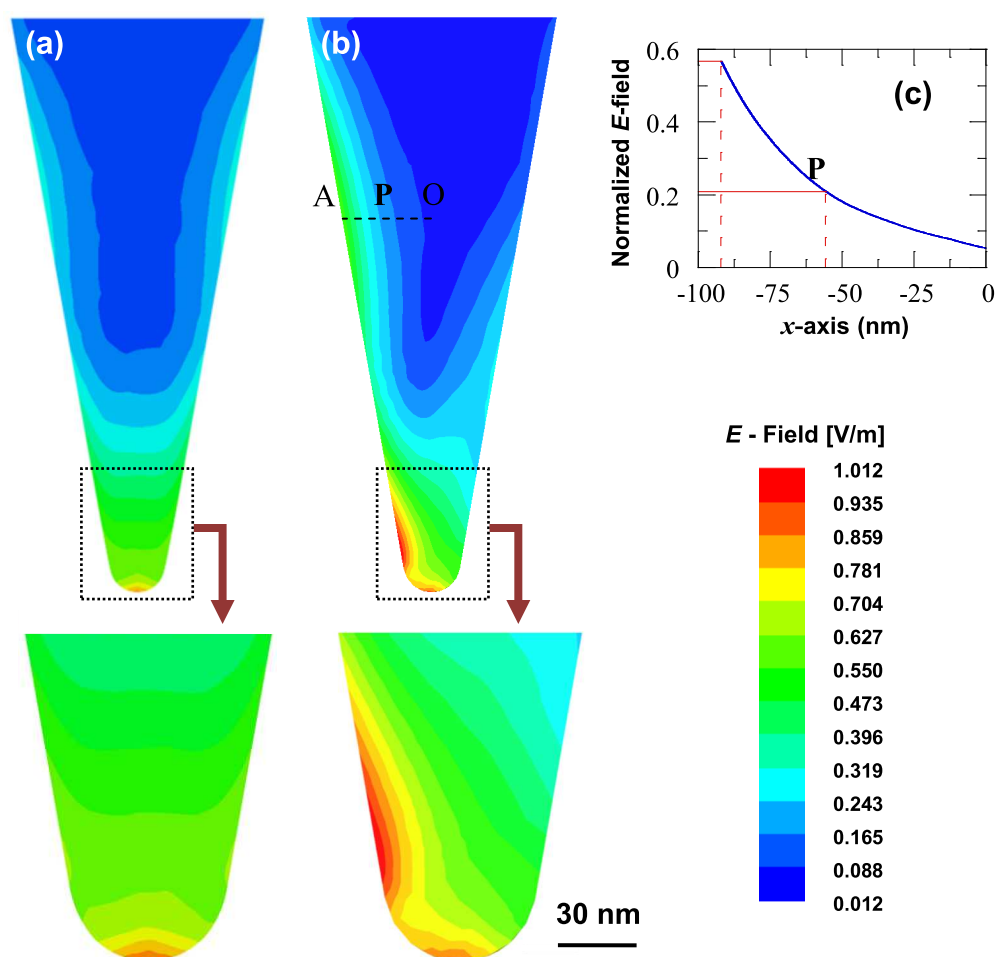 (a)
(b)
A P O
(c)
Normalized E-field
0.6
0.4
0.2
0
P
-100 -75 -50 -25 0
x-axis (nm)
E - Field [V/m]
1.012
0.935
0.859
0.781
0.704
0.627
0.550
0.473
0.396
0.319
0.243
0.165
0.088
0.012
30 nm